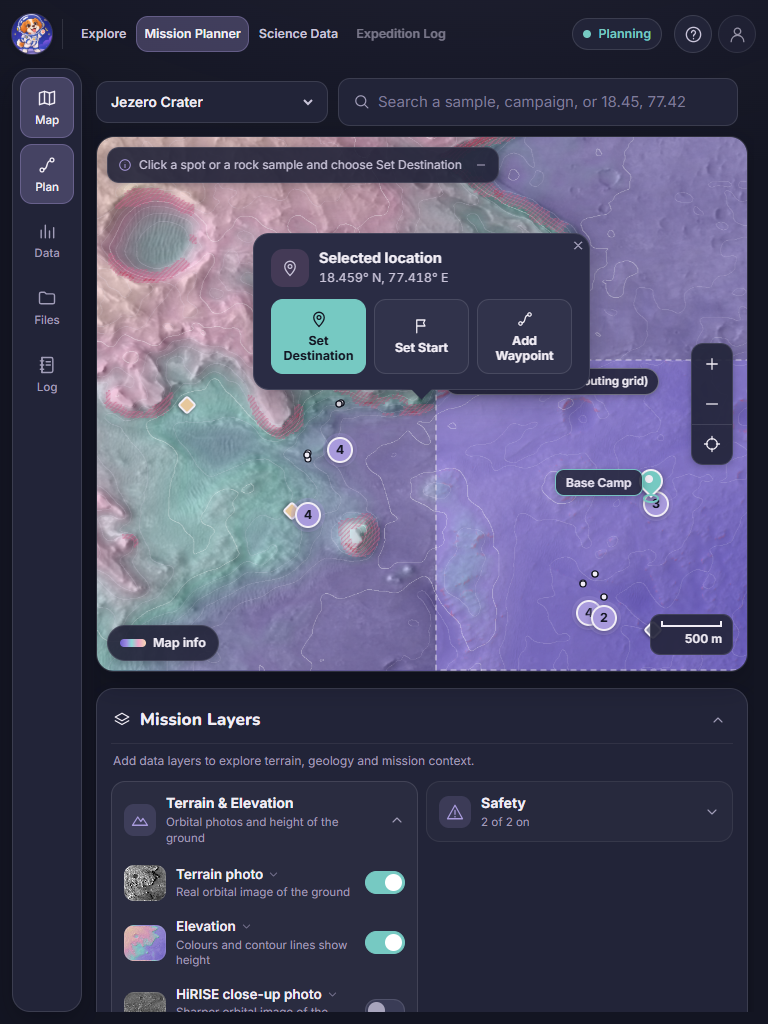 Explore
Mission Planner
Science Data
Expedition Log
Planning
Map
Plan
Data
Files
Log
Jezero Crater
Search a sample, campaign, or 18.45, 77.42
Click a spot or a rock sample and choose Set Destination
Selected location
18.459° N, 77.418° E
Set
Destination
Set Start
Add
Waypoint
grid)
4
4
Base Camp
3
4
2
500 m
Map info
Mission Layers
Add data layers to explore terrain, geology and mission context.
Terrain & Elevation
Orbital photos and height of the
ground
Safety
2 of 2 on
Terrain photo
Real orbital image of the ground
Elevation
Colours and contour lines show
height
HiRISE close-up photo
Sharper orbital image of the